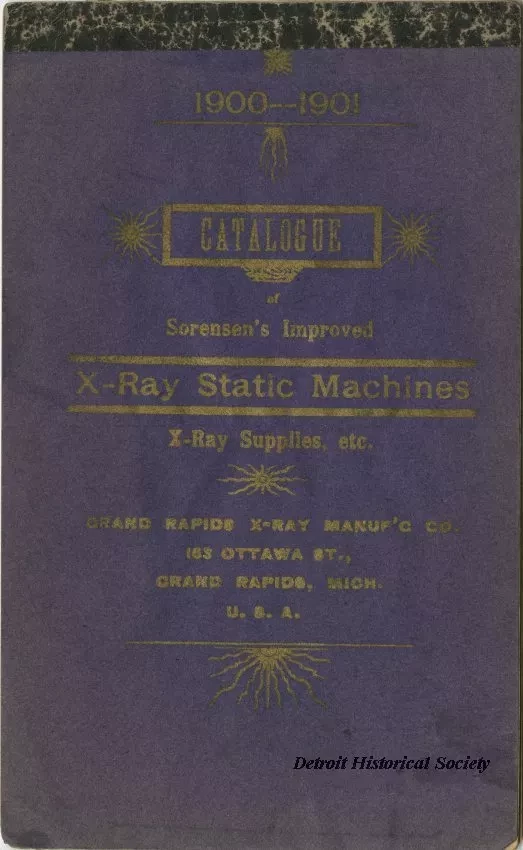 1900--1901
CATALOGUE
of
Sorensen's Improved
X-Ray Static Machines
X-Ray Supplies, etc.
GRAND RAPIDS X-RAY MANUF'G CO.
163 OTTAWA ST.,
GRAND RAPIDS, MICH.
U. S. A.
Detroit Historical Society